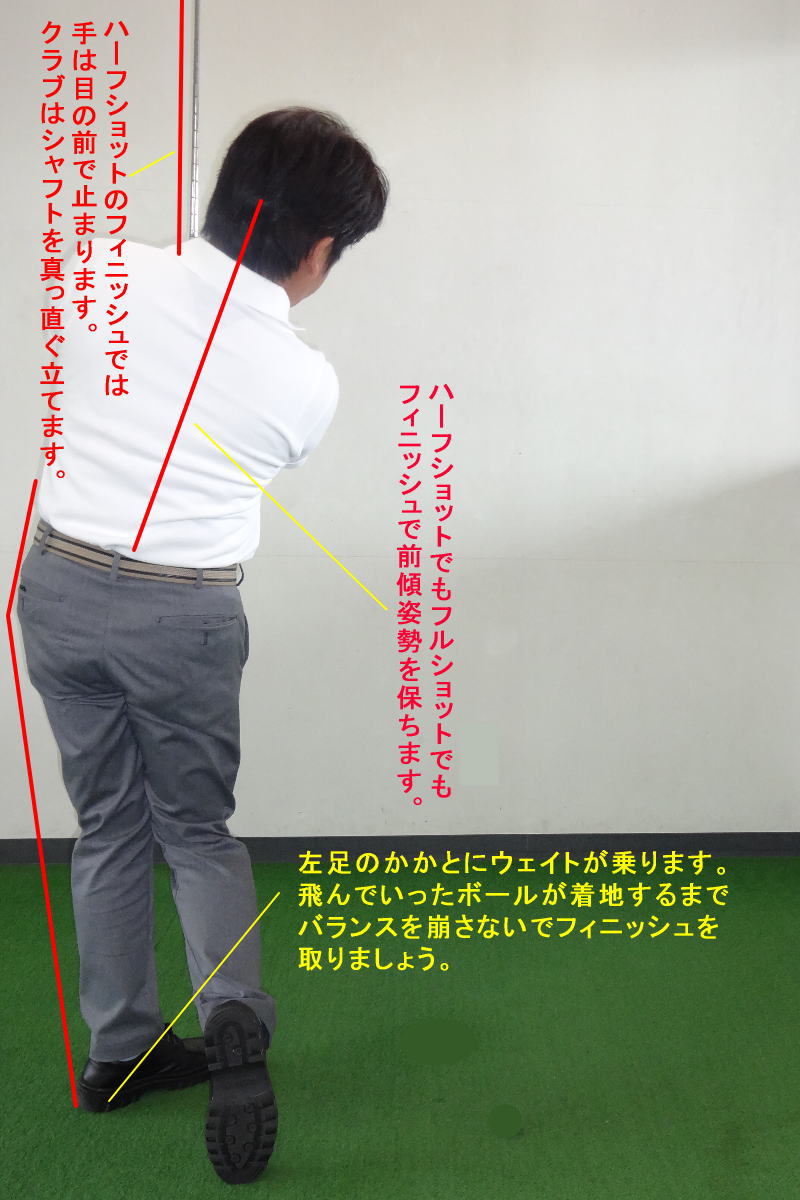 ハーフショットのフィニッシュでは
手は目の前で止まります。
クラブはシャフトを真っ直ぐ立てます。
ハーフショットでもフルショットでも
フィニッシュで前傾姿勢を保ちます。
左足のかかとにウェイトが乗ります。
飛んでいったボールが着地するまで
バランスを崩さないでフィニッシュを
取りましょう。